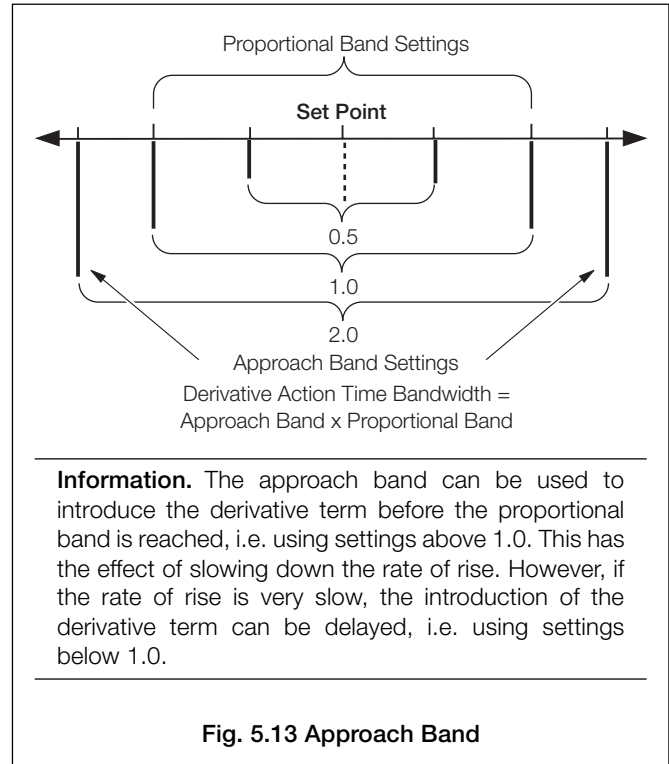 Proportional Band Settings
Set Point
0.5
1.0
2.0
Approach Band Settings
Derivative Action Time Bandwidth =
Approach Band x Proportional Band
Information. The approach band can be used to
introduce the derivative term before the proportional
band is reached, i.e. using settings above 1.0. This has
the effect of slowing down the rate of rise. However, if
the rate of rise is very slow, the introduction of the
derivative term can be delayed, i.e. using settings
below 1.0.
Fig. 5.13 Approach Band